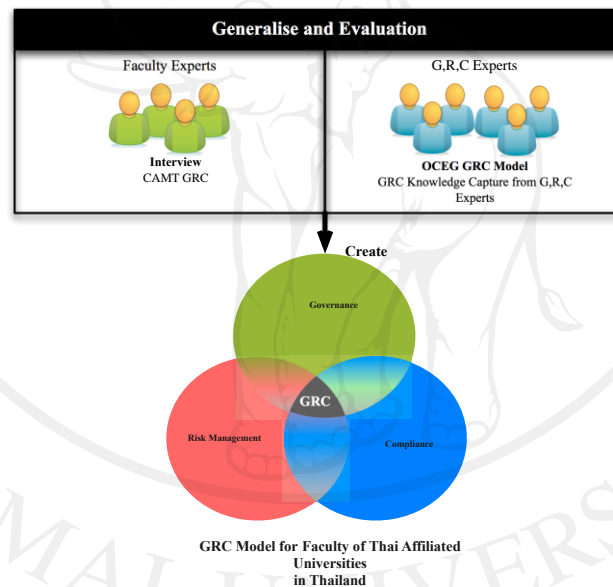 Generalise and Evaluation
Faculty Experts
Interview
CAMT GRC
G,R,C Experts
OCEG GRC Model
GRC Knowledge Capture from G,R,C
Experts
Create
Governance
GRC
Risk Management
Compliance
GRC Model for Faculty of Thai Affiliated
Universities
in Thailand